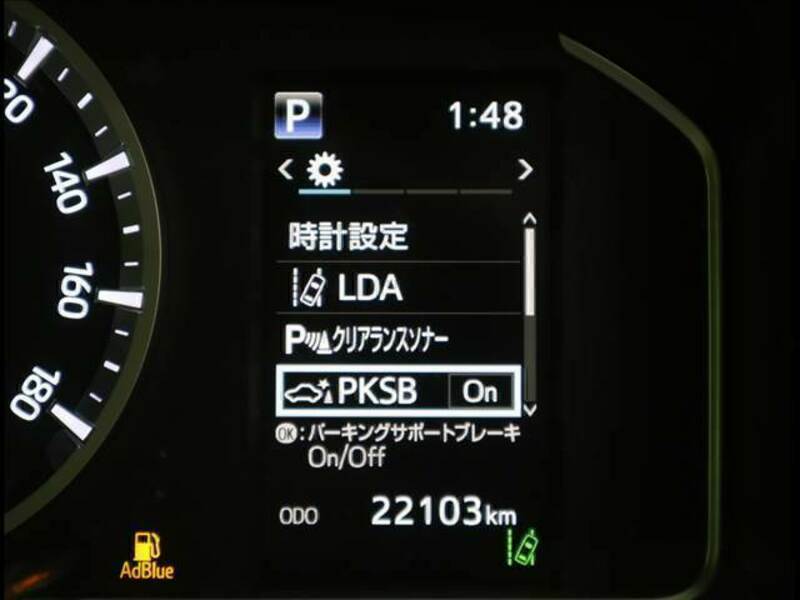 P 1:48
< >
時計設定
LDA
Pクリアランスソナー
PKSB On
OK:パーキングサポートブレーキ
On/Off
ODO 22103km
140
160
180
AdBlue